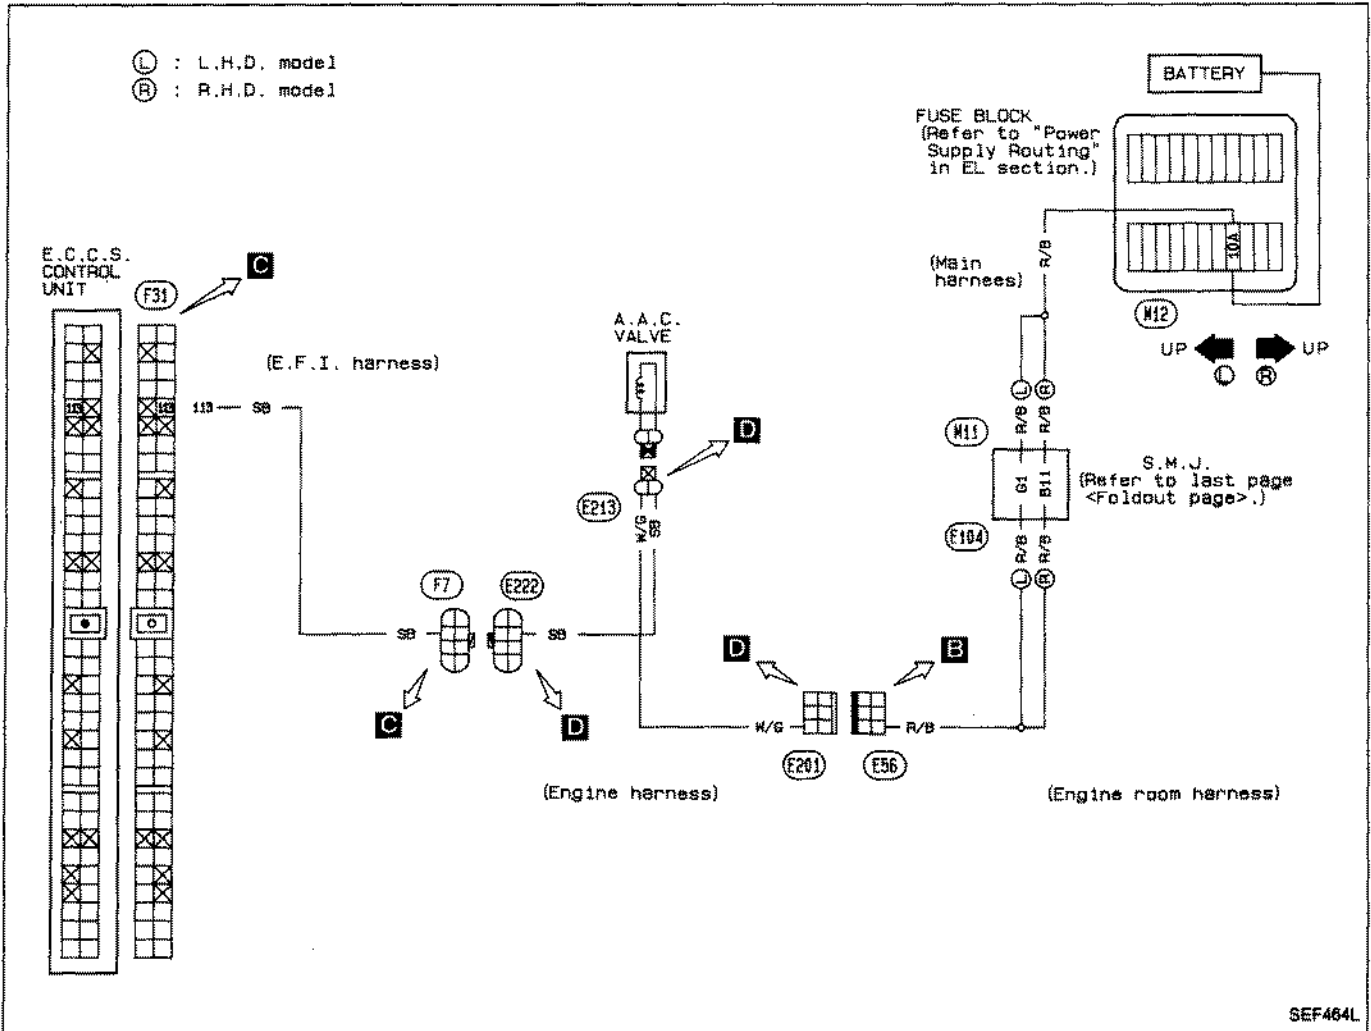 Ⓛ : L.H.D. model
Ⓡ : R.H.D. model
BATTERY
FUSE BLOCK
(Refer to "Power
Supply Routing"
in EL section.)
10A
R/B
(Main
harnees)
M12
UP UP
Ⓛ Ⓡ
E.C.C.S.
CONTROL
UNIT
F31
C
(E.F.I. harness)
113 113 113 SB
A.A.C.
VALVE
D
E213
W/G
SB
Ⓛ Ⓡ
R/B R/B
M11
G1 B11
S.M.J.
(Refer to last page
<Foldout page>.)
E104
R/B R/B
Ⓛ Ⓡ
F7 E222
SB SB
C D
D B
W/G R/B
E201 E56
(Engine harness)
(Engine room harness)
SEF464L